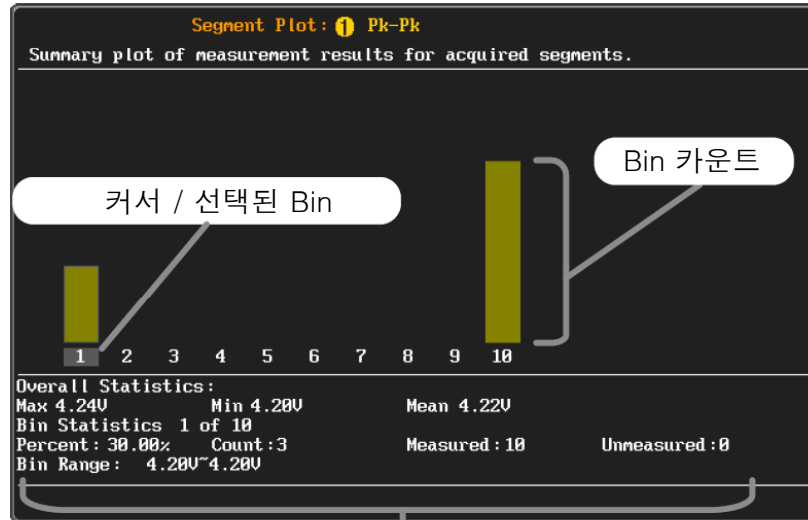 Segment Plot: 1 Pk-Pk
Summary plot of measurement results for acquired segments.
Bin 카운트
커서 / 선택된 Bin
1 2 3 4 5 6 7 8 9 10
Overall Statistics:
Max 4.24V Min 4.20V Mean 4.22V
Bin Statistics 1 of 10
Percent: 30.00% Count:3 Measured:10 Unmeasured:0
Bin Range: 4.20V~4.20V